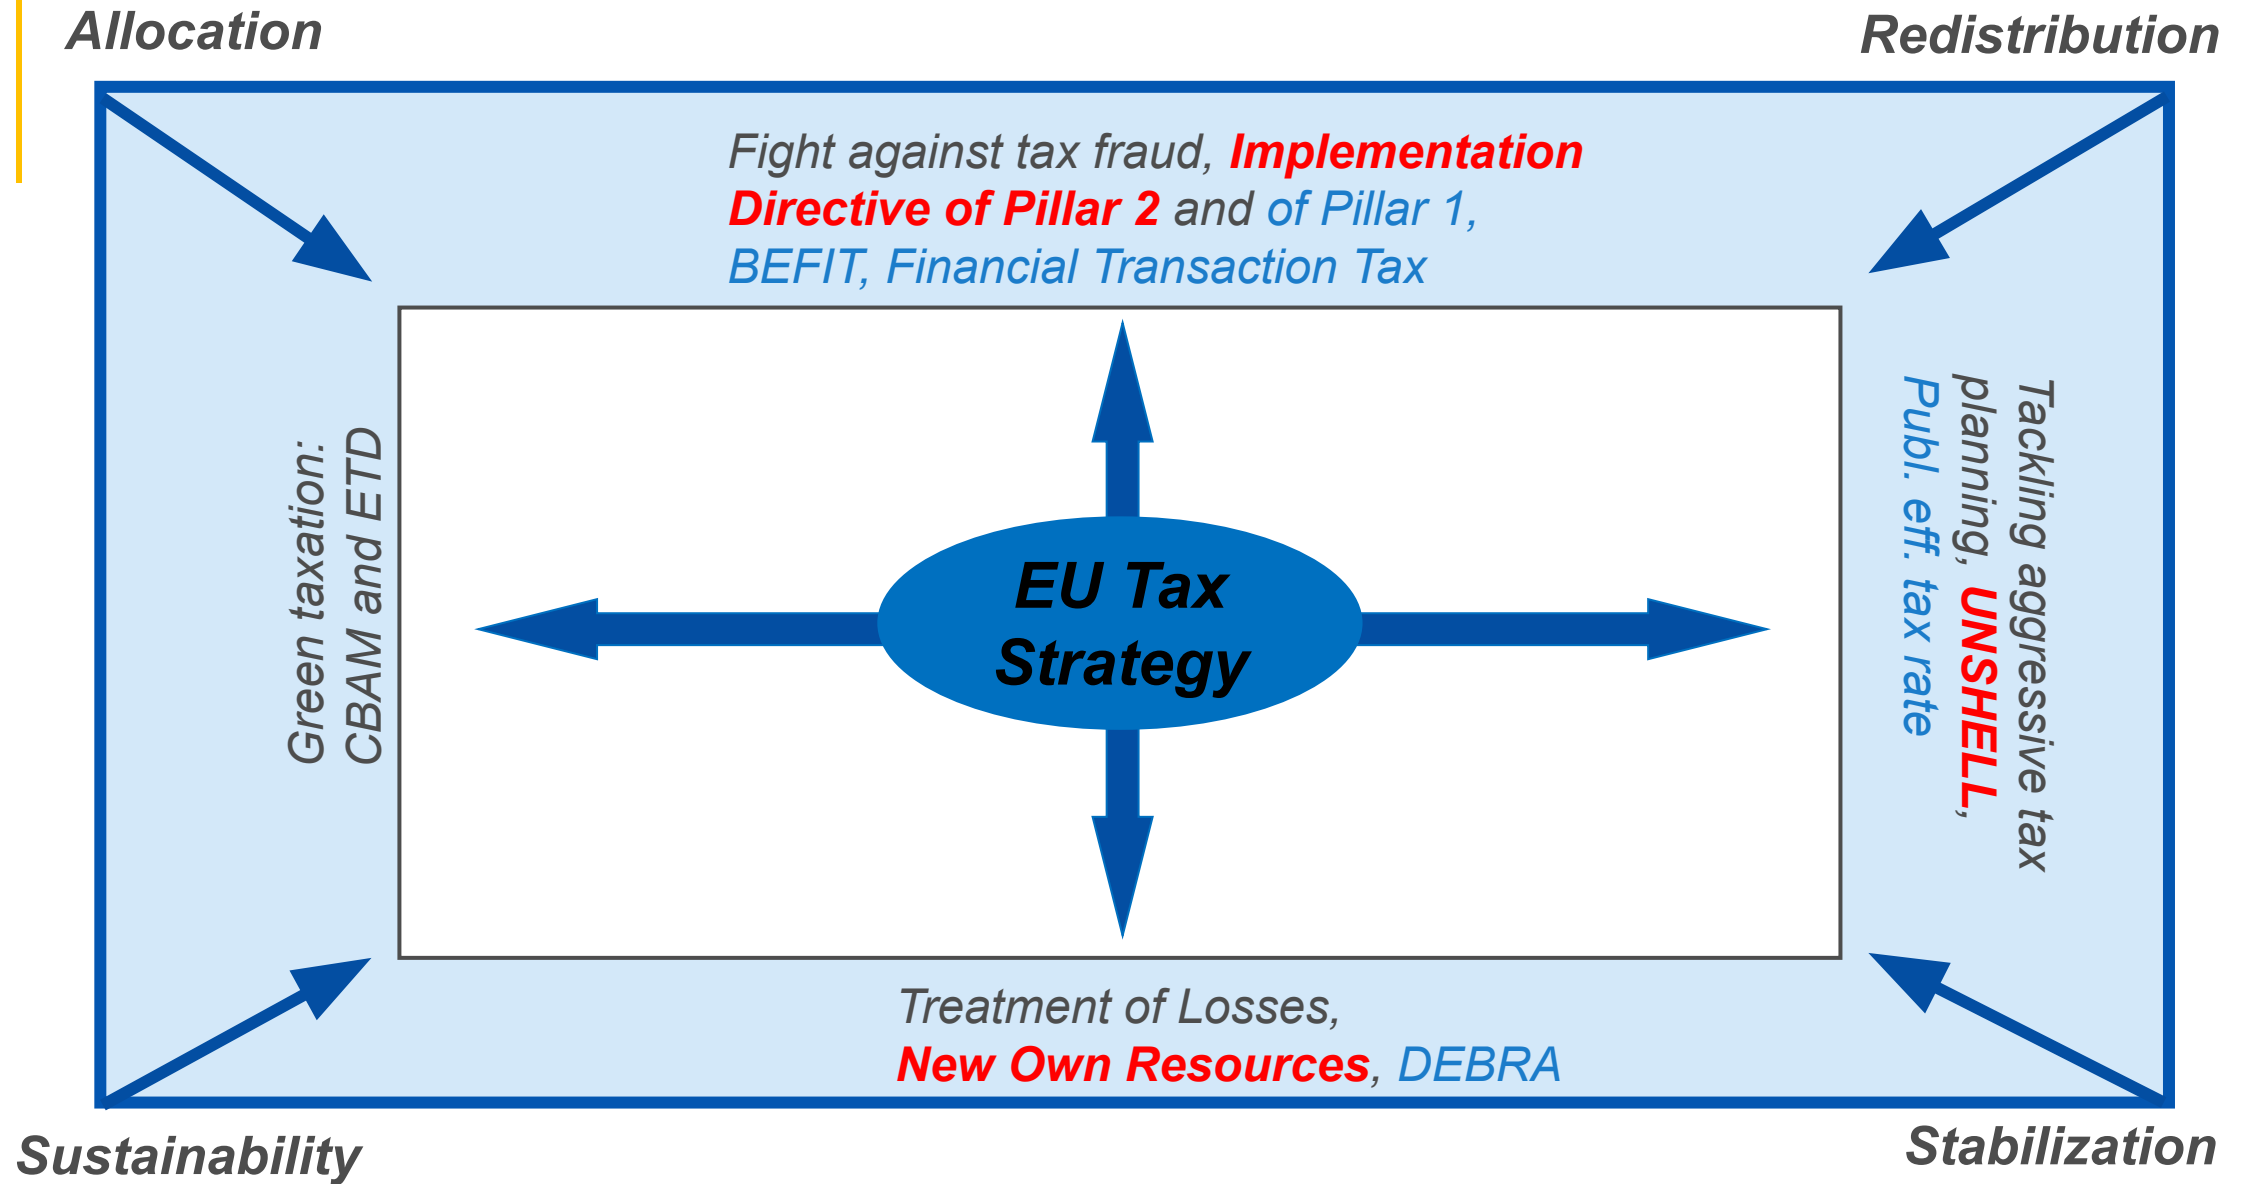 Allocation
Redistribution
Fight against tax fraud, Implementation
Directive of Pillar 2 and of Pillar 1,
BEFIT, Financial Transaction Tax
Green taxation:
CBAM and ETD
EU Tax
Strategy
Tackling aggressive tax
planning, UNSHELL,
Publ. eff. tax rate
Treatment of Losses,
New Own Resources, DEBRA
Sustainability
Stabilization